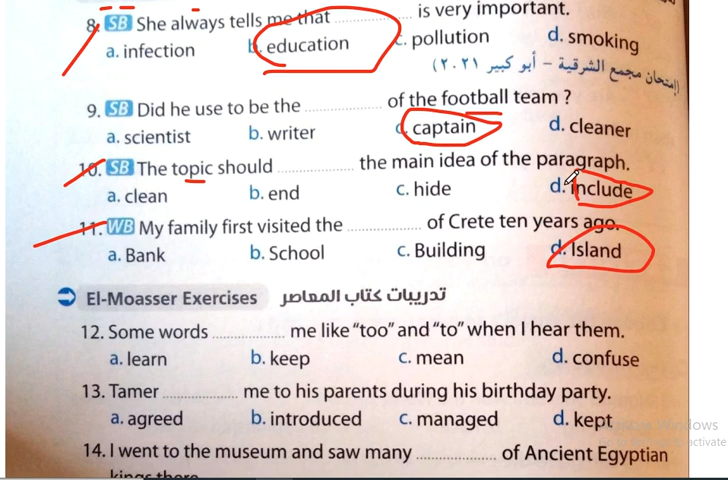 8. SB She always tells me that .................... is very important.
a. infection b. education c. pollution d. smoking
(إمتحان مجمع الشرقية – أبو كبير ٢٠٢١)
9. SB Did he use to be the .................... of the football team ?
a. scientist b. writer c. captain d. cleaner
10. SB The topic should .................... the main idea of the paragraph.
a. clean b. end c. hide d. Include
11. WB My family first visited the .................... of Crete ten years ago.
a. Bank b. School c. Building d. Island
El-Moasser Exercises تدريبات كتاب المعاصر
12. Some words .................... me like "too" and "to" when I hear them.
a. learn b. keep c. mean d. confuse
13. Tamer .................... me to his parents during his birthday party.
a. agreed b. introduced c. managed d. kept
14. I went to the museum and saw many .................... of Ancient Egyptian
kings there